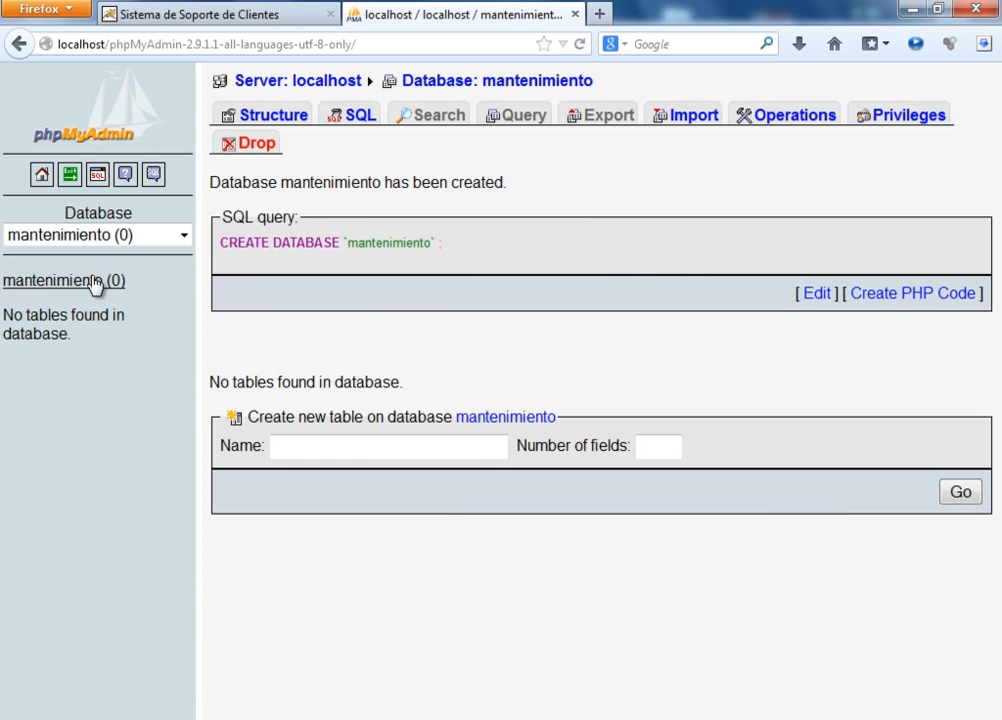 Firefox
Sistema de Soporte de Clientes
localhost / localhost / mantenimient...
localhost/phpMyAdmin-2.9.1.1-all-languages-utf-8-only/
Google
phpMyAdmin
SQL
Database
mantenimiento (0)
mantenimiento (0)
No tables found in
database.
Server: localhost
Database: mantenimiento
Structure
SQL
Search
Query
Export
Import
Operations
Privileges
Drop
Database mantenimiento has been created.
SQL query:
CREATE DATABASE `mantenimiento` ;
[ Edit ] [ Create PHP Code ]
No tables found in database.
Create new table on database mantenimiento
Name:
Number of fields:
Go